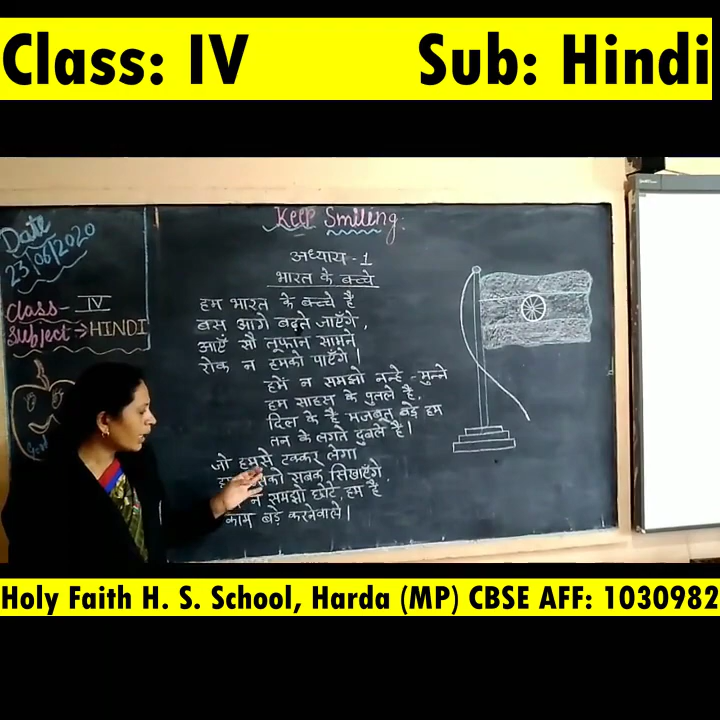 Class: IV Sub: Hindi
Date
23/06/2020
Class- IV
Subject → HINDI
Good
Keep Smiling.
अध्याय - 1
भारत के बच्चे
हम भारत के बच्चे है
बस आगे बढ़ते जाएँगे,
आएँ सौ तूफान सामने
रोक न हमको पाएँगे।
हमें न समझो नन्हे - मुन्ने
हम साहस के पुतले है,
दिल के है मजबूत बड़े हम
तन के लगते दुबले है।
जो हमसे टक्कर लेगा
सबक सिखाएँगे,
न समझो छोटे, हम है
काम बड़े करनेवाले।
Holy Faith H. S. School, Harda (MP) CBSE AFF: 1030982